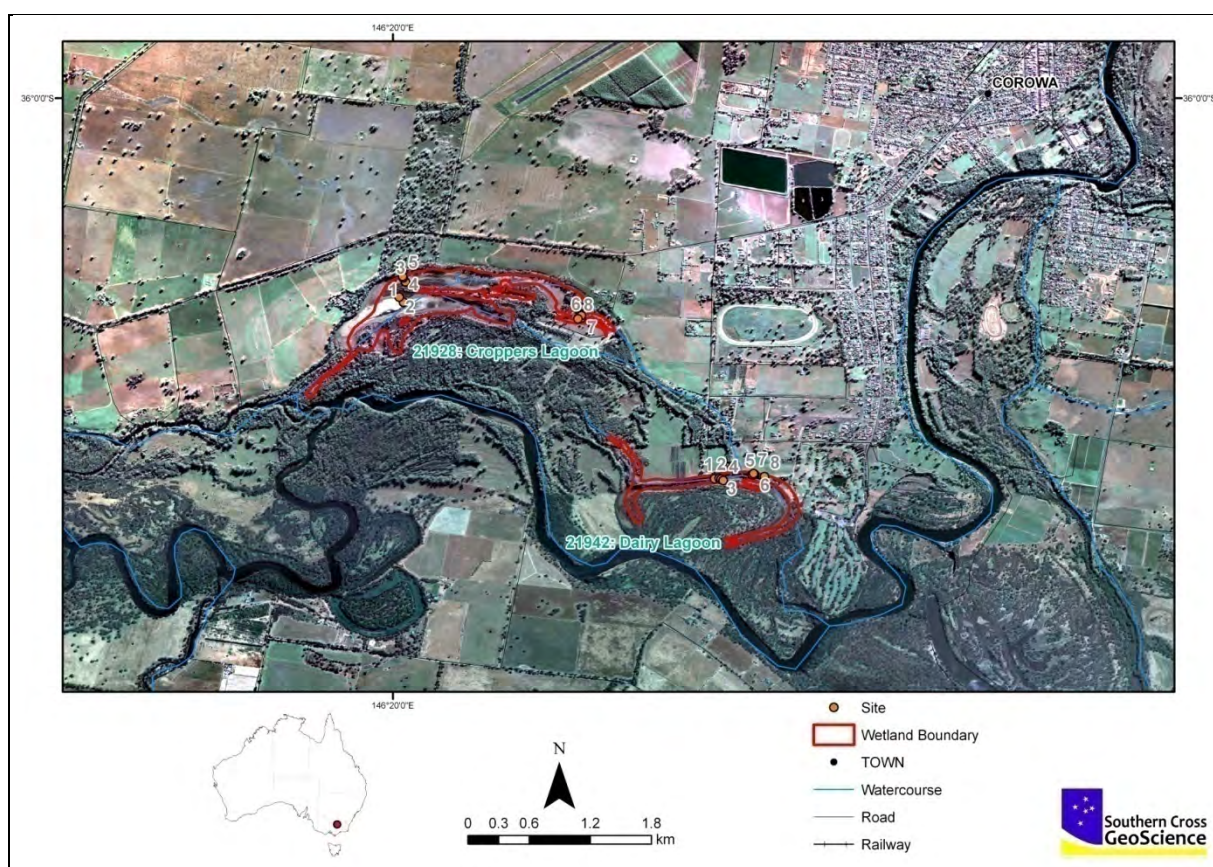 146°20'0"E
36°0'0"S
36°0'0"S
COROWA
3 5
1 4
2
6 8
7
21928: Croppers Lagoon
1 2 4
3
5 7 8
6
21942: Dairy Lagoon
146°20'0"E
N
0 0.3 0.6 1.2 1.8
km
Site
Wetland Boundary
TOWN
Watercourse
Road
Railway
Southern Cross
GeoScience